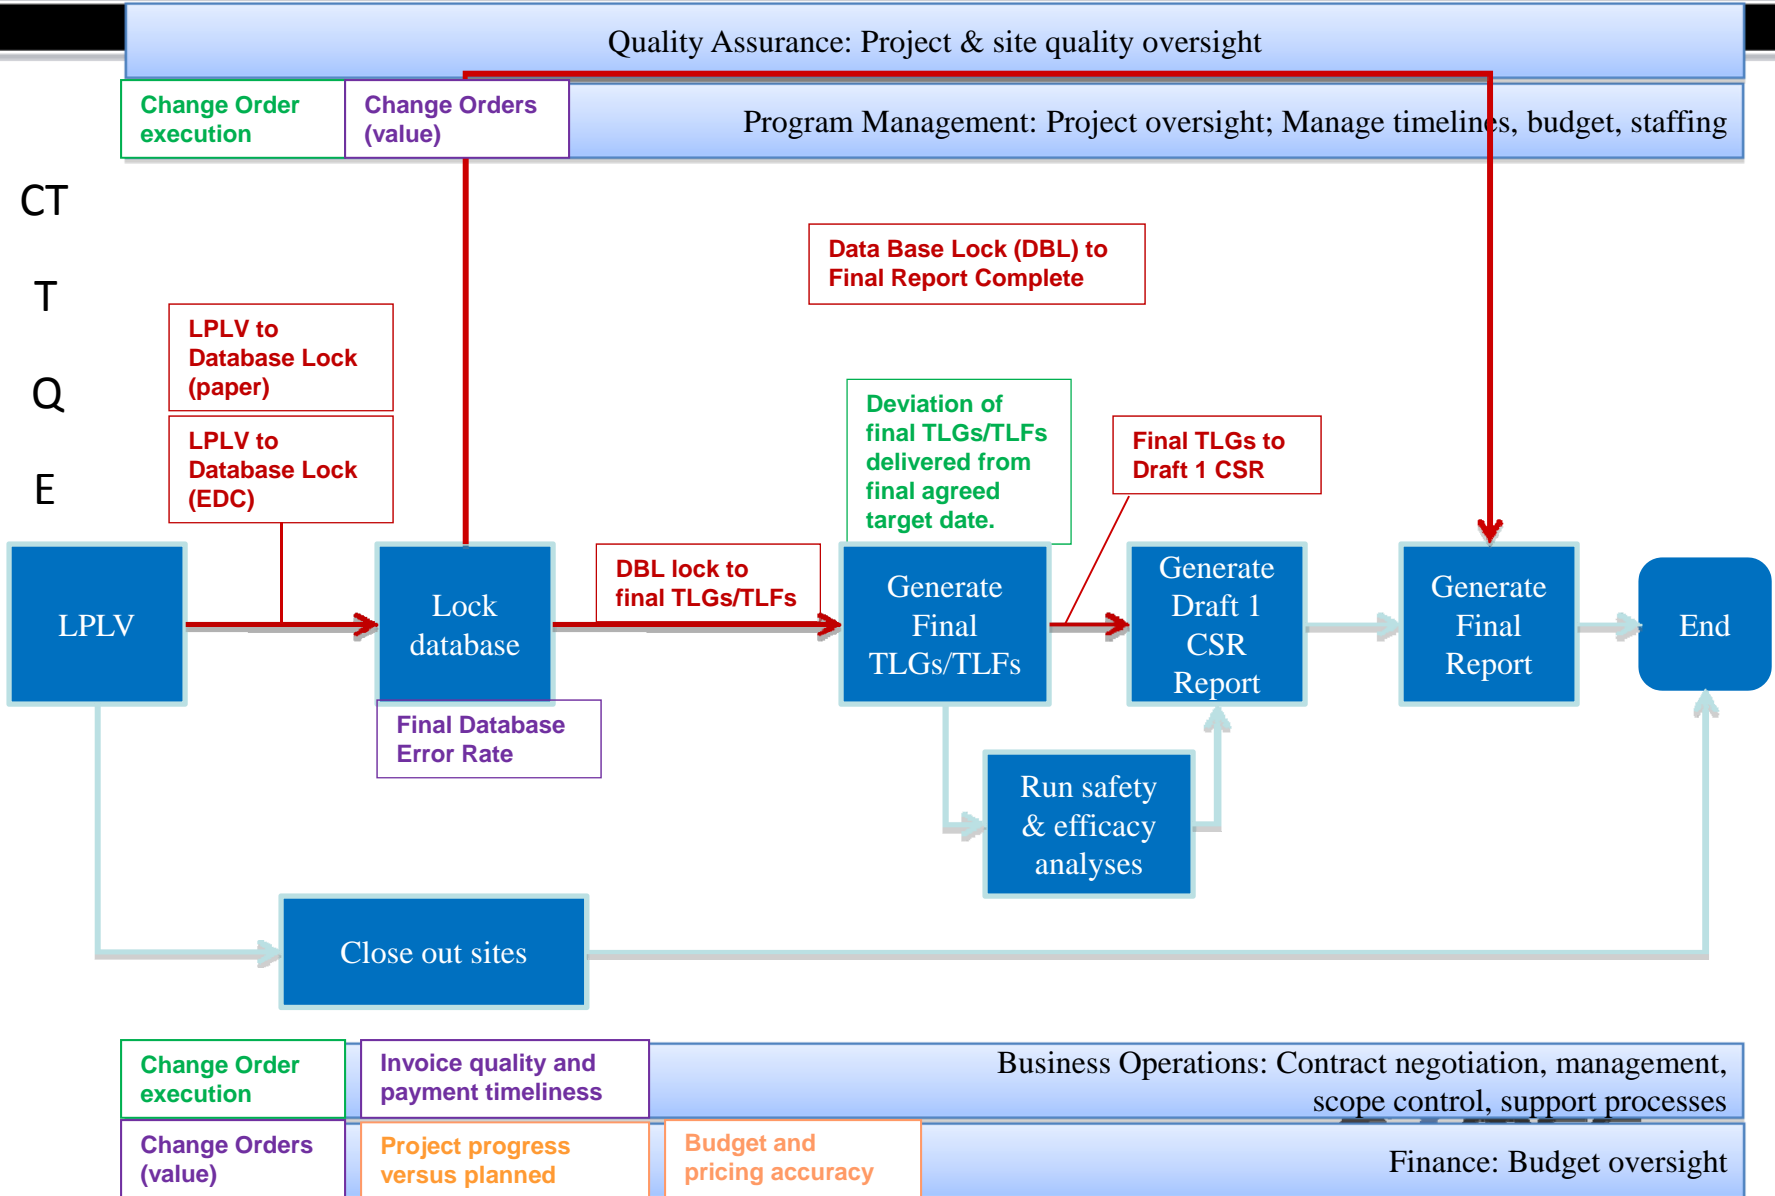 Quality Assurance: Project & site quality oversight
Change Order
execution
Change Orders
(value)
Program Management: Project oversight; Manage timelines, budget, staffing
CT
T
Q
E
Data Base Lock (DBL) to
Final Report Complete
LPLV to
Database Lock
(paper)
LPLV to
Database Lock
(EDC)
Deviation of
final TLGs/TLFs
delivered from
final agreed
target date.
Final TLGs to
Draft 1 CSR
LPLV
Lock
database
DBL lock to
final TLGs/TLFs
Generate
Final
TLGs/TLFs
Generate
Draft 1
CSR
Report
Generate
Final
Report
End
Final Database
Error Rate
Run safety
& efficacy
analyses
Close out sites
Change Order
execution
Invoice quality and
payment timeliness
Business Operations: Contract negotiation, management,
scope control, support processes
Change Orders
(value)
Project progress
versus planned
Budget and
pricing accuracy
Finance: Budget oversight